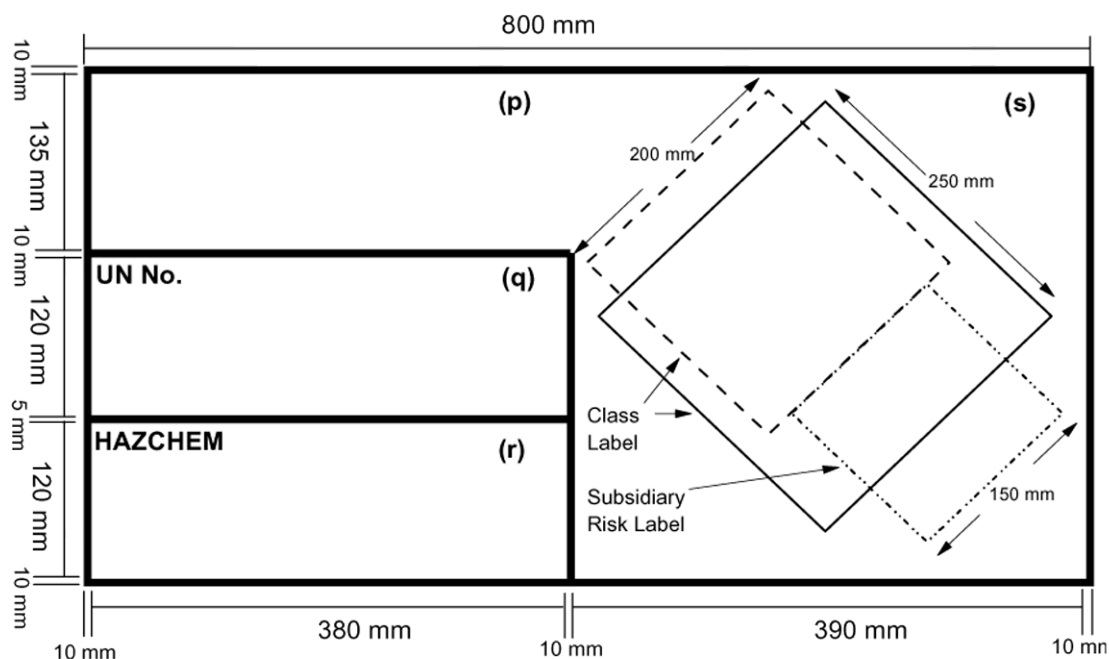 800 mm
10 mm
(p)
(s)
135 mm
200 mm
250 mm
10 mm
UN No.
(q)
120 mm
5 mm
HAZCHEM
(r)
Class
Label
120 mm
Subsidiary
Risk Label
150 mm
10 mm
380 mm
390 mm
10 mm
10 mm
10 mm